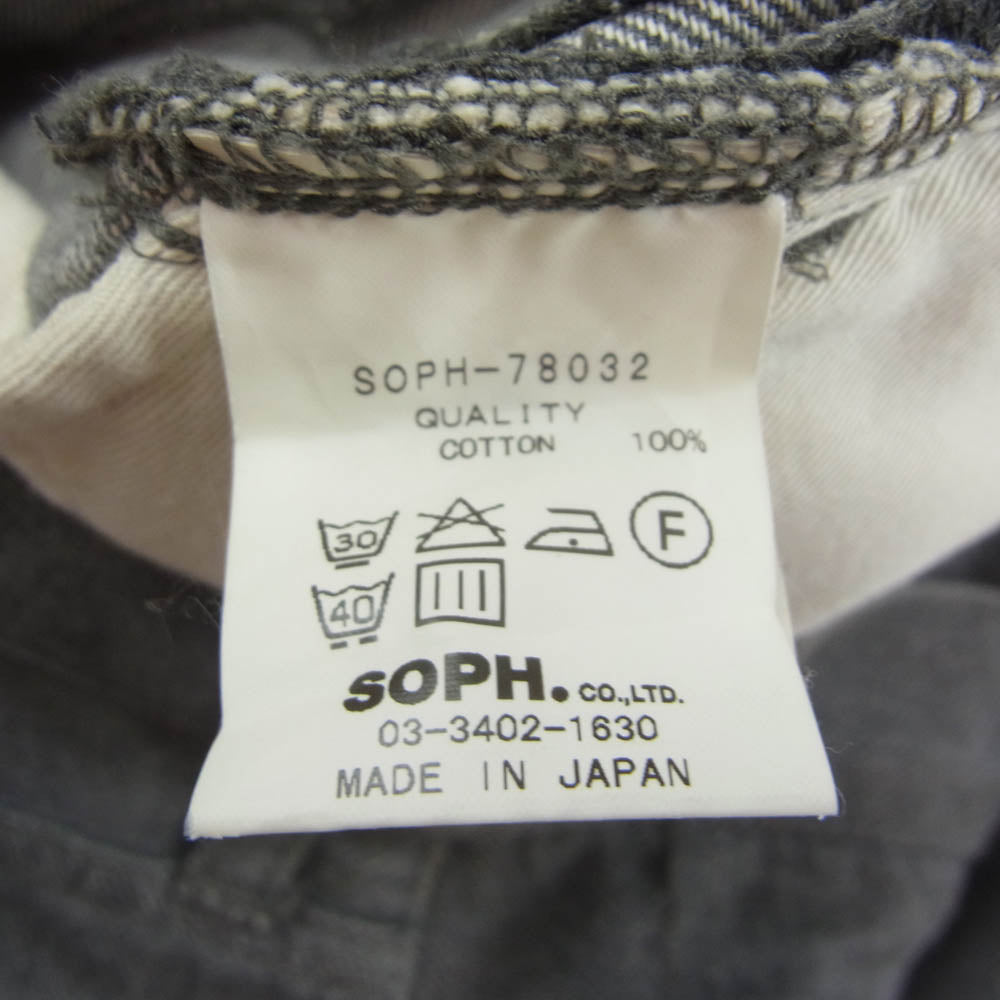 SOPH-78032
QUALITY
COTTON 100%
30 F
40
SOPH. CO.,LTD.
03-3402-1630
MADE IN JAPAN